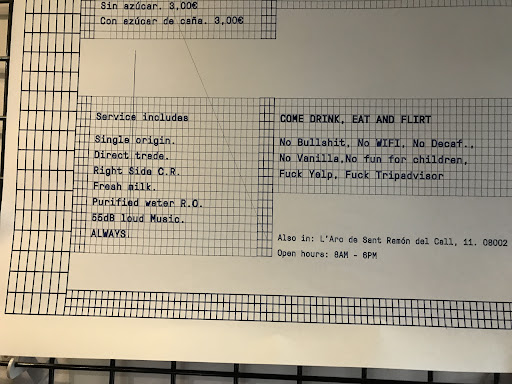 Sin azúcar. 3,00€
Con azúcar de caña. 3,00€
Service includes
Single origin.
Direct trade.
Right Side C.R.
Fresh milk.
Purified water R.O.
55dB loud Music.
ALWAYS.
COME DRINK, EAT AND FLIRT
No Bullshit, No WIFI, No Decaf.,
No Vanilla,No fun for children,
Fuck Yelp, Fuck Tripadvisor
Also in: L'Arc de Sant Ramón del Call, 11. 08002
Open hours: 8AM - 6PM